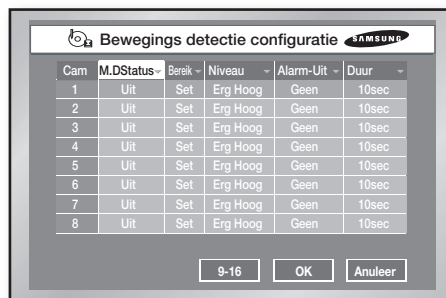 Bewegings detectie configuratie SAMSUNG
Cam M.DStatus Bereik Niveau Alarm-Uit Duur
1 Uit Set Erg Hoog Geen 10sec
2 Uit Set Erg Hoog Geen 10sec
3 Uit Set Erg Hoog Geen 10sec
4 Uit Set Erg Hoog Geen 10sec
5 Uit Set Erg Hoog Geen 10sec
6 Uit Set Erg Hoog Geen 10sec
7 Uit Set Erg Hoog Geen 10sec
8 Uit Set Erg Hoog Geen 10sec
9-16 OK Anuleer